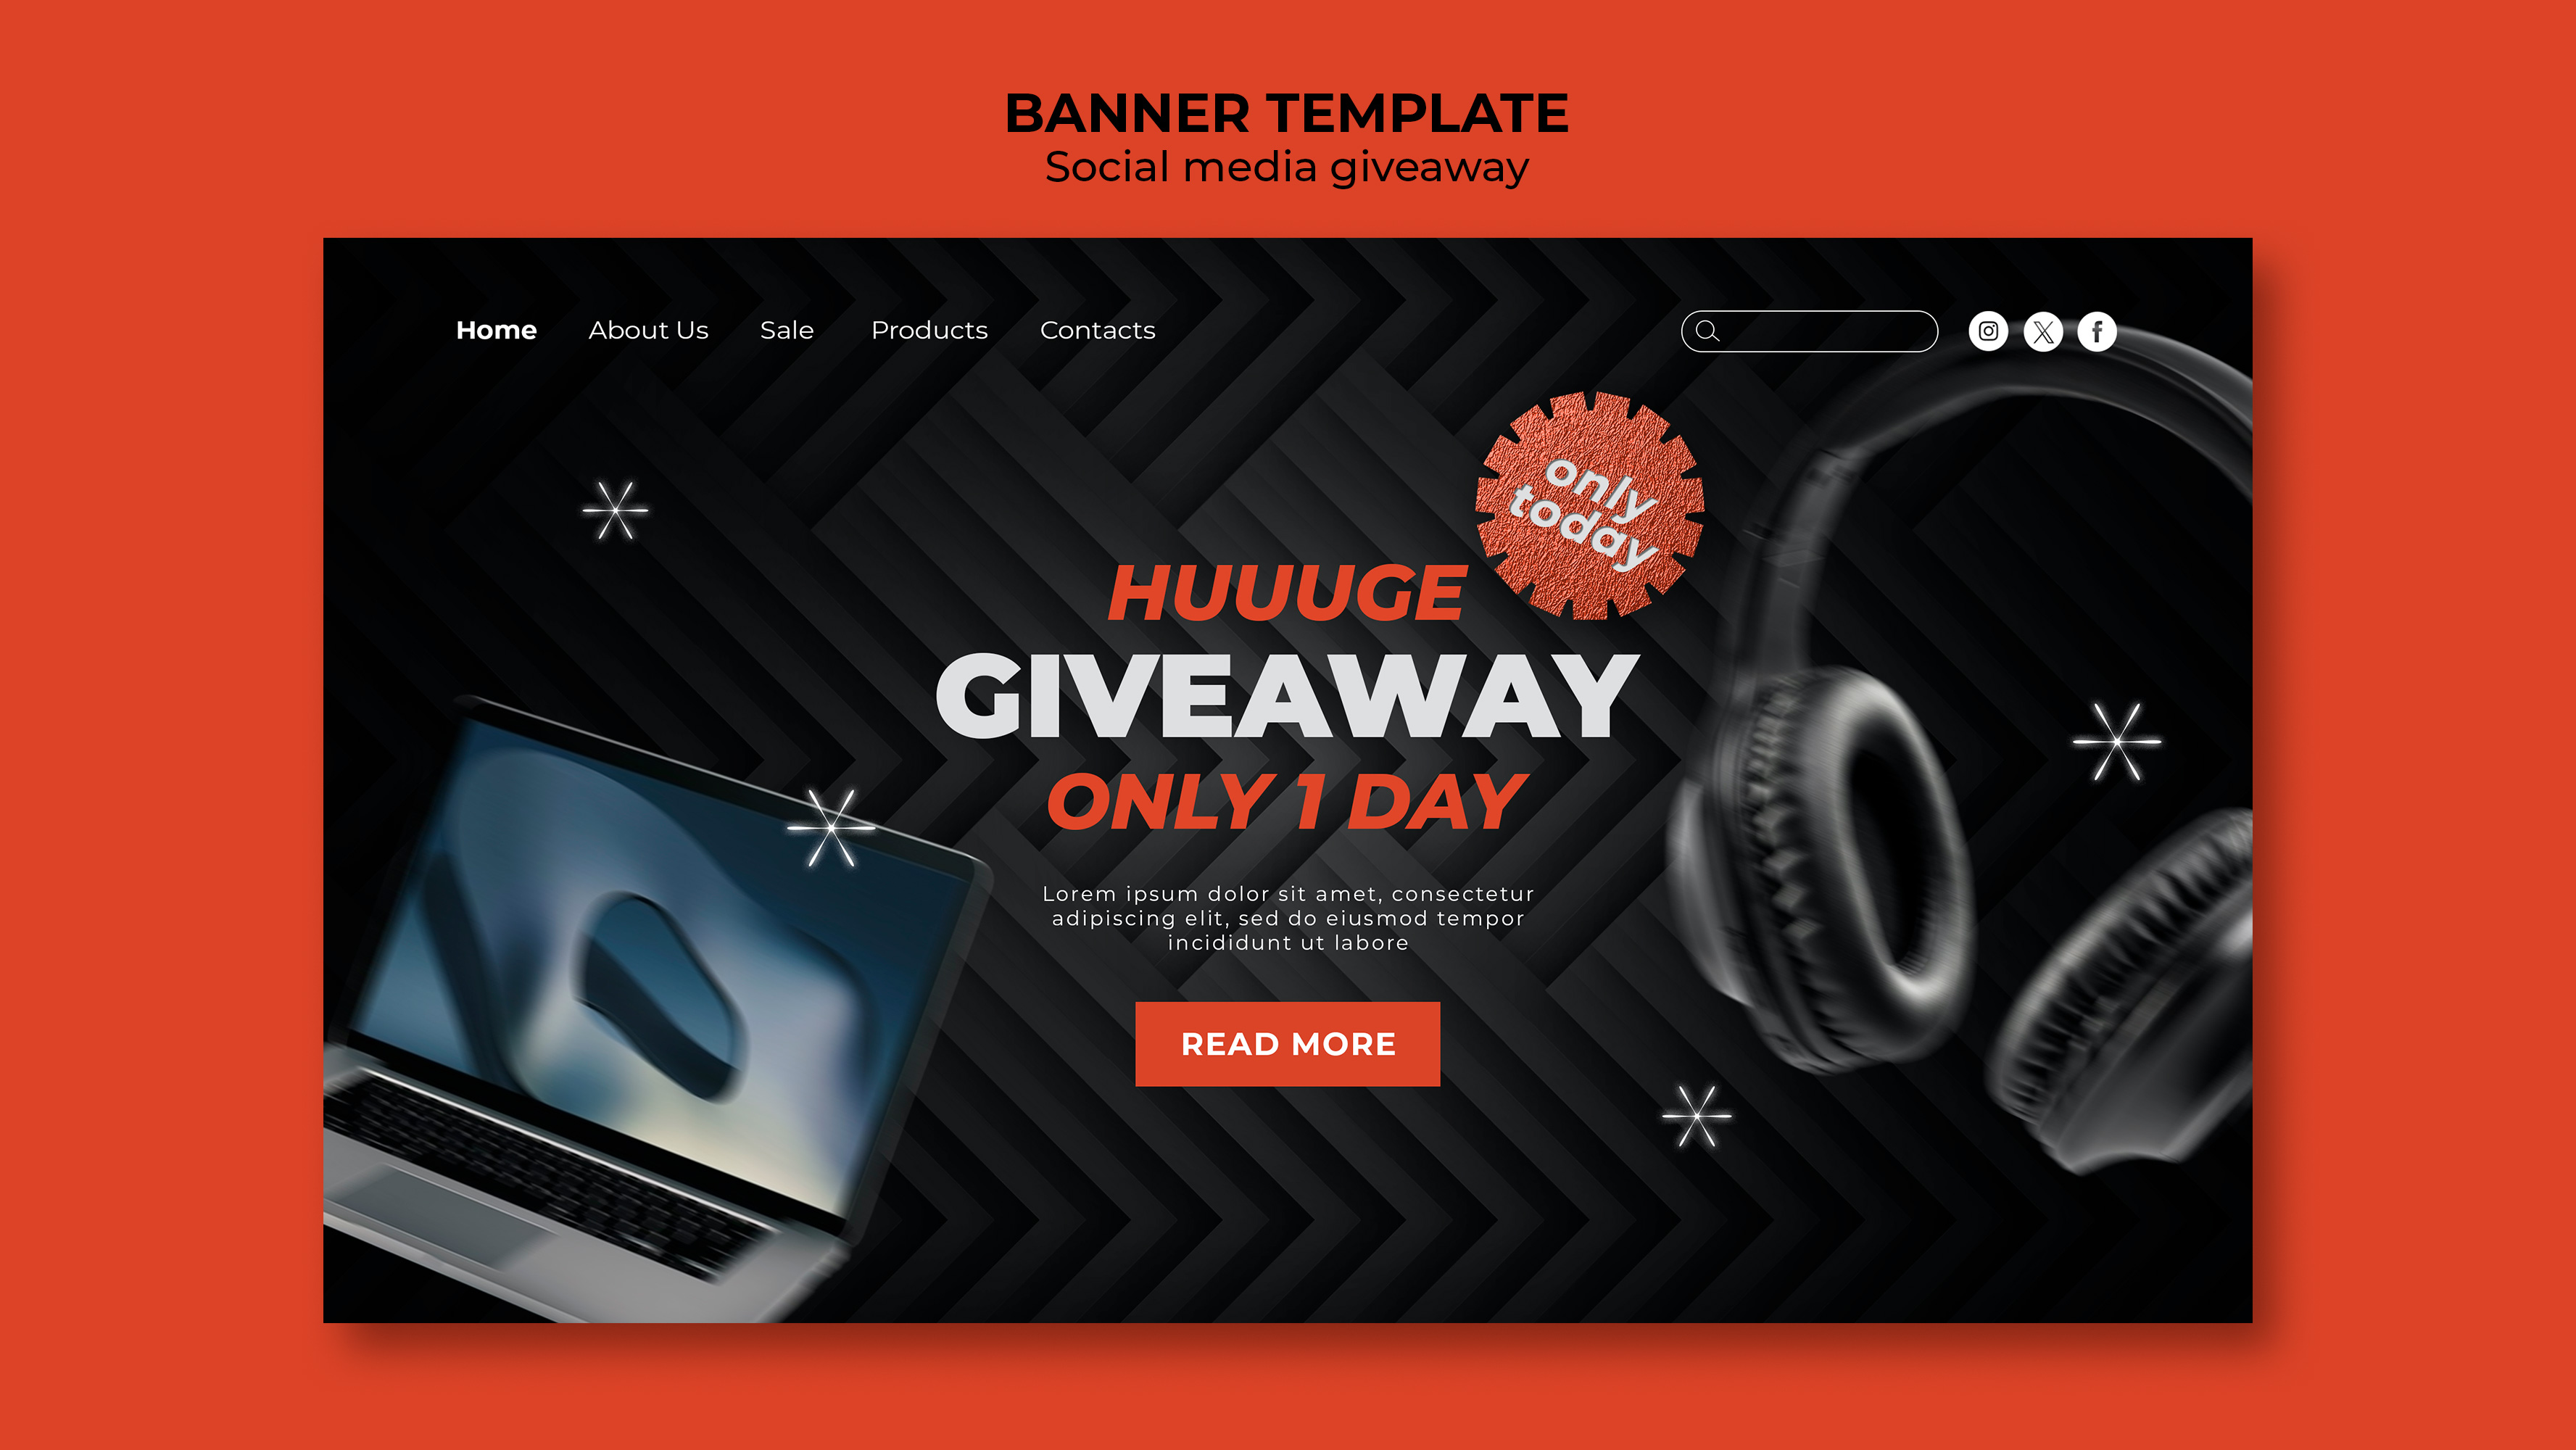 BANNER TEMPLATE
Social media giveaway
Home About Us Sale Products Contacts
only
today
HUUUGE
GIVEAWAY
ONLY 1 DAY
Lorem ipsum dolor sit amet, consectetur
adipiscing elit, sed do eiusmod tempor
incididunt ut labore
READ MORE